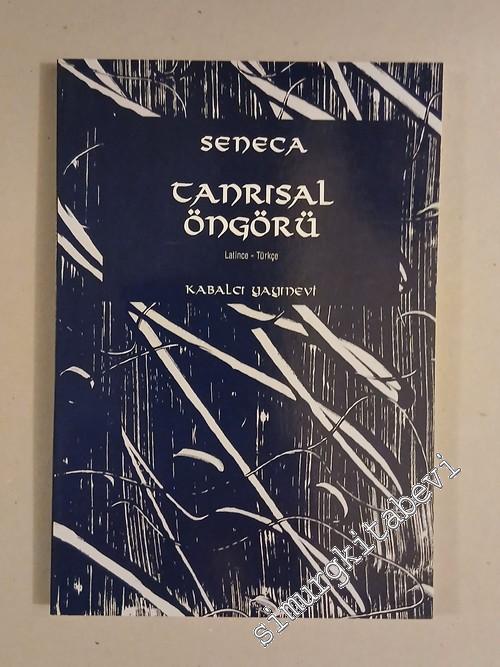 SENECA
TANRISAL
ÖNGÖRÜ
Latince - Türkçe
KABALCI YAYINEVİ
simurgkitabevi